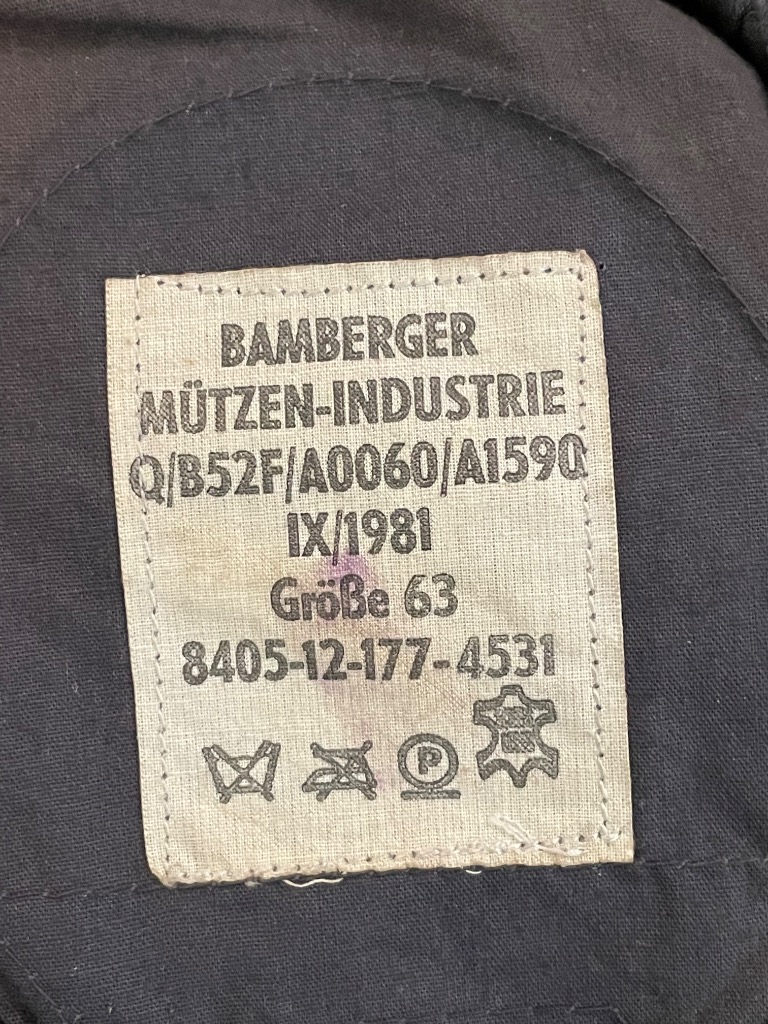 BAMBERGER
MÜTZEN-INDUSTRIE
Q/B52F/A0060/A1590
IX/1981
Größe 63
8405-12-177-4531
P